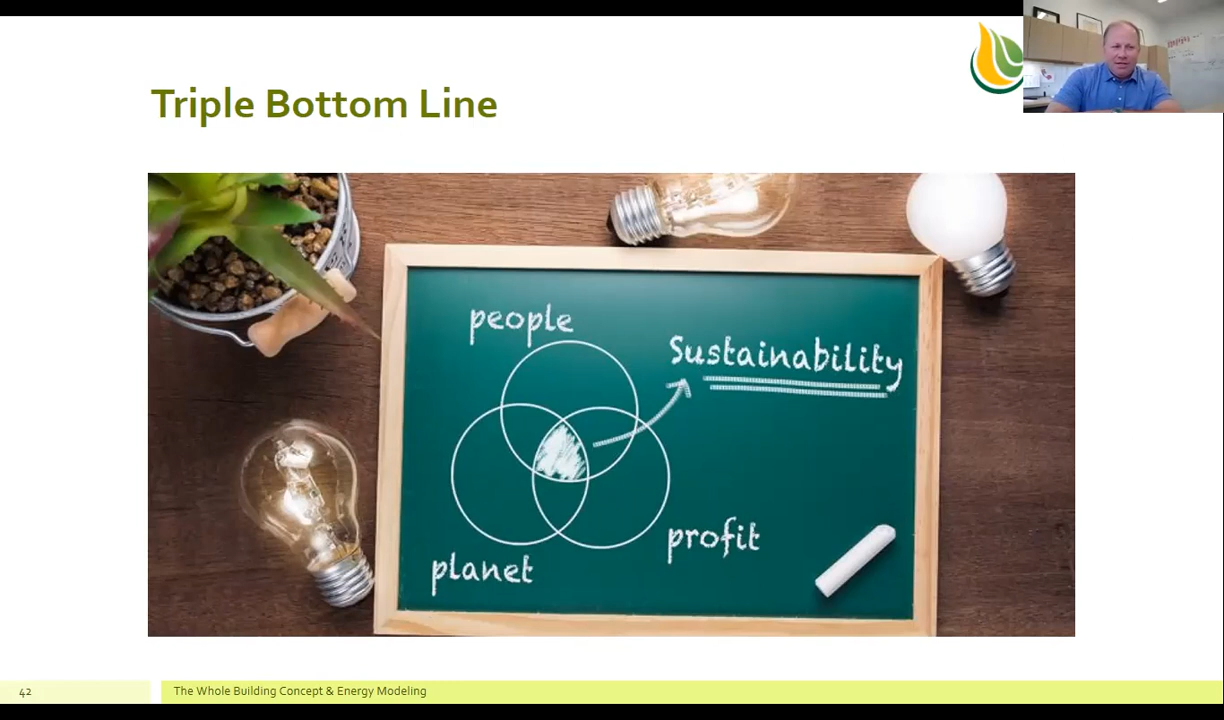 Triple Bottom Line
people
Sustainability
profit
planet
42
The Whole Building Concept & Energy Modeling